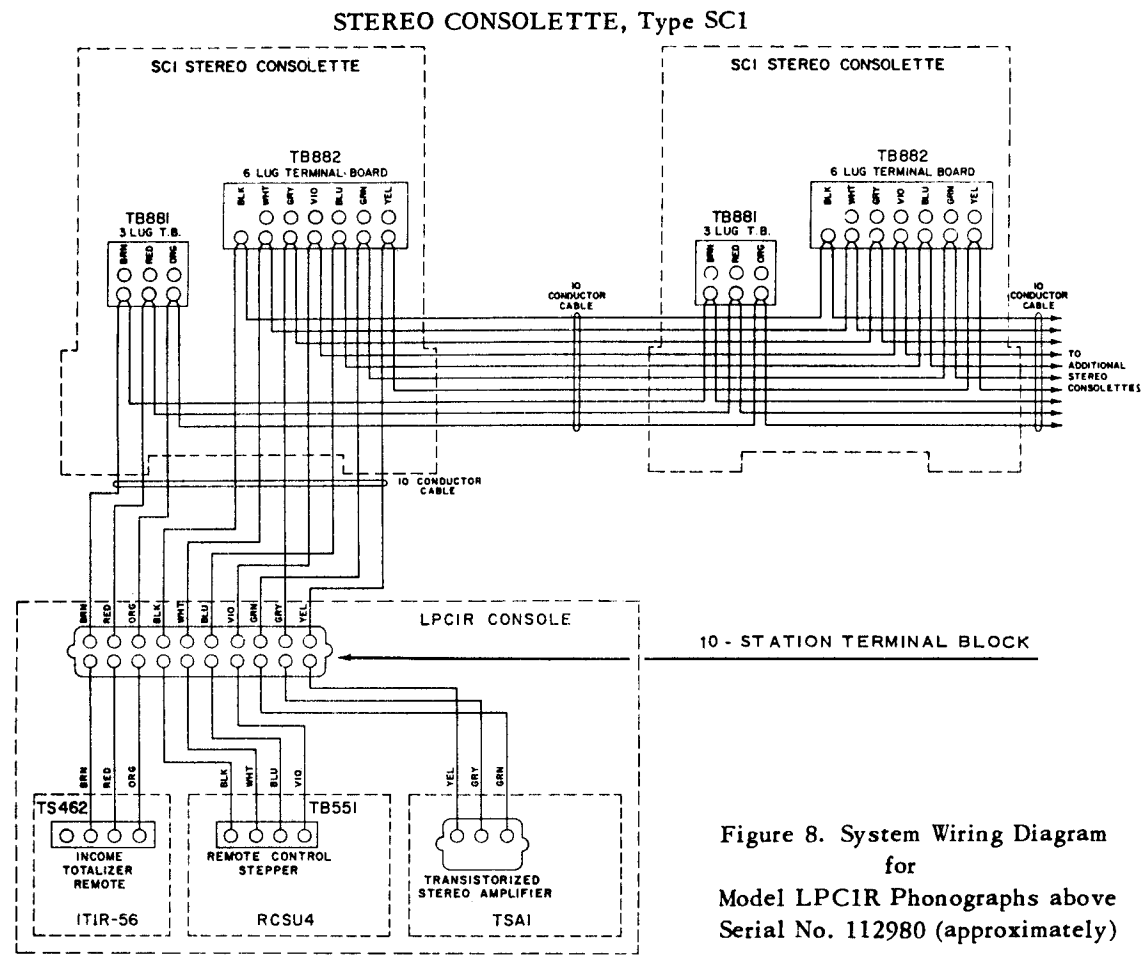 STEREO CONSOLETTE, Type SC1
SC1 STEREO CONSOLETTE
TB882
6 LUG TERMINAL BOARD
BLK WHT GRY VIO BLU GRN YEL
TB881
3 LUG T.B.
BRN RED ORG
10
CONDUCTOR
CABLE
SC1 STEREO CONSOLETTE
TB882
6 LUG TERMINAL BOARD
BLK WHT GRY VIO BLU GRN YEL
TB881
3 LUG T.B.
BRN RED ORG
10
CONDUCTOR
CABLE
TO
ADDITIONAL
STEREO
CONSOLETTES
10 CONDUCTOR
CABLE
LPC1R CONSOLE
BRN RED ORG BLK WHT BLU VIO GRN GRY YEL
10 - STATION TERMINAL BLOCK
BRN RED ORG
BLK WHT BLU VIO
YEL GRY GRN
TS462
INCOME
TOTALIZER
REMOTE
ITIR-56
TB551
REMOTE CONTROL
STEPPER
RCSU4
TRANSISTORIZED
STEREO AMPLIFIER
TSA1
Figure 8. System Wiring Diagram
for
Model LPC1R Phonographs above
Serial No. 112980 (approximately)